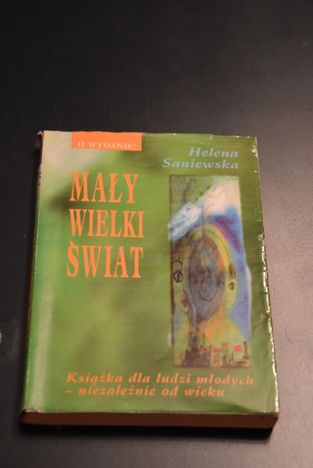 II WYDANIE!
Helena
Saniewska
MAŁY
WIELKI
ŚWIAT
Książka dla ludzi młodych
– niezależnie od wieku